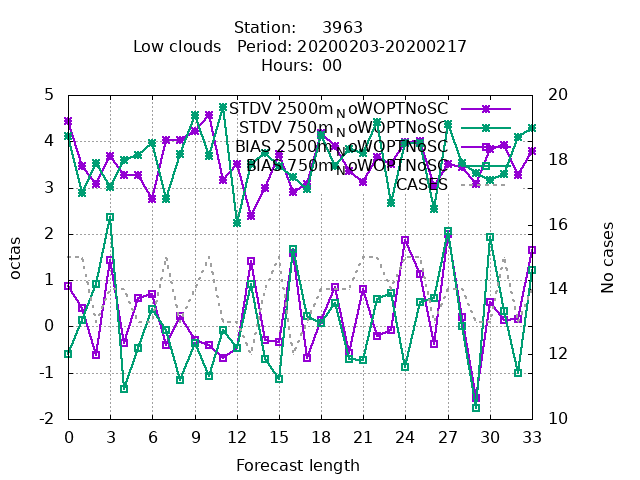 Station: 3963
Low clouds Period: 20200203-20200217
Hours: 00
STDV 2500m_NoWOPTNoSC
STDV 750m_NoWOPTNoSC
BIAS 2500m_NoWOPTNoSC
BIAS 750m_NoWOPTNoSC
CASES
octas
5
4
3
2
1
0
-1
-2
No cases
20
18
16
14
12
10
0 3 6 9 12 15 18 21 24 27 30 33
Forecast length